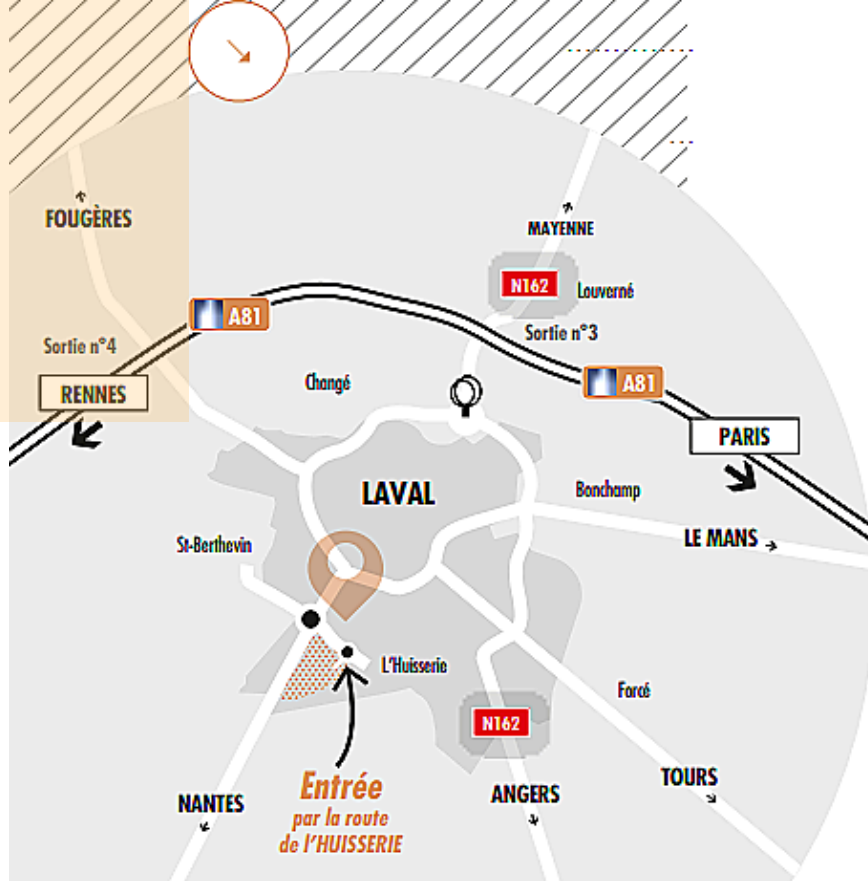 FOUGÈRES
MAYENNE
N162
Louverné
A81
Sortie n°3
Sortie n°4
Changé
A81
RENNES
PARIS
LAVAL
Bonchamp
LE MANS
St-Berthevin
L'Huisserie
Forcé
N162
TOURS
Entrée
par la route
de l'HUISSERIE
NANTES
ANGERS